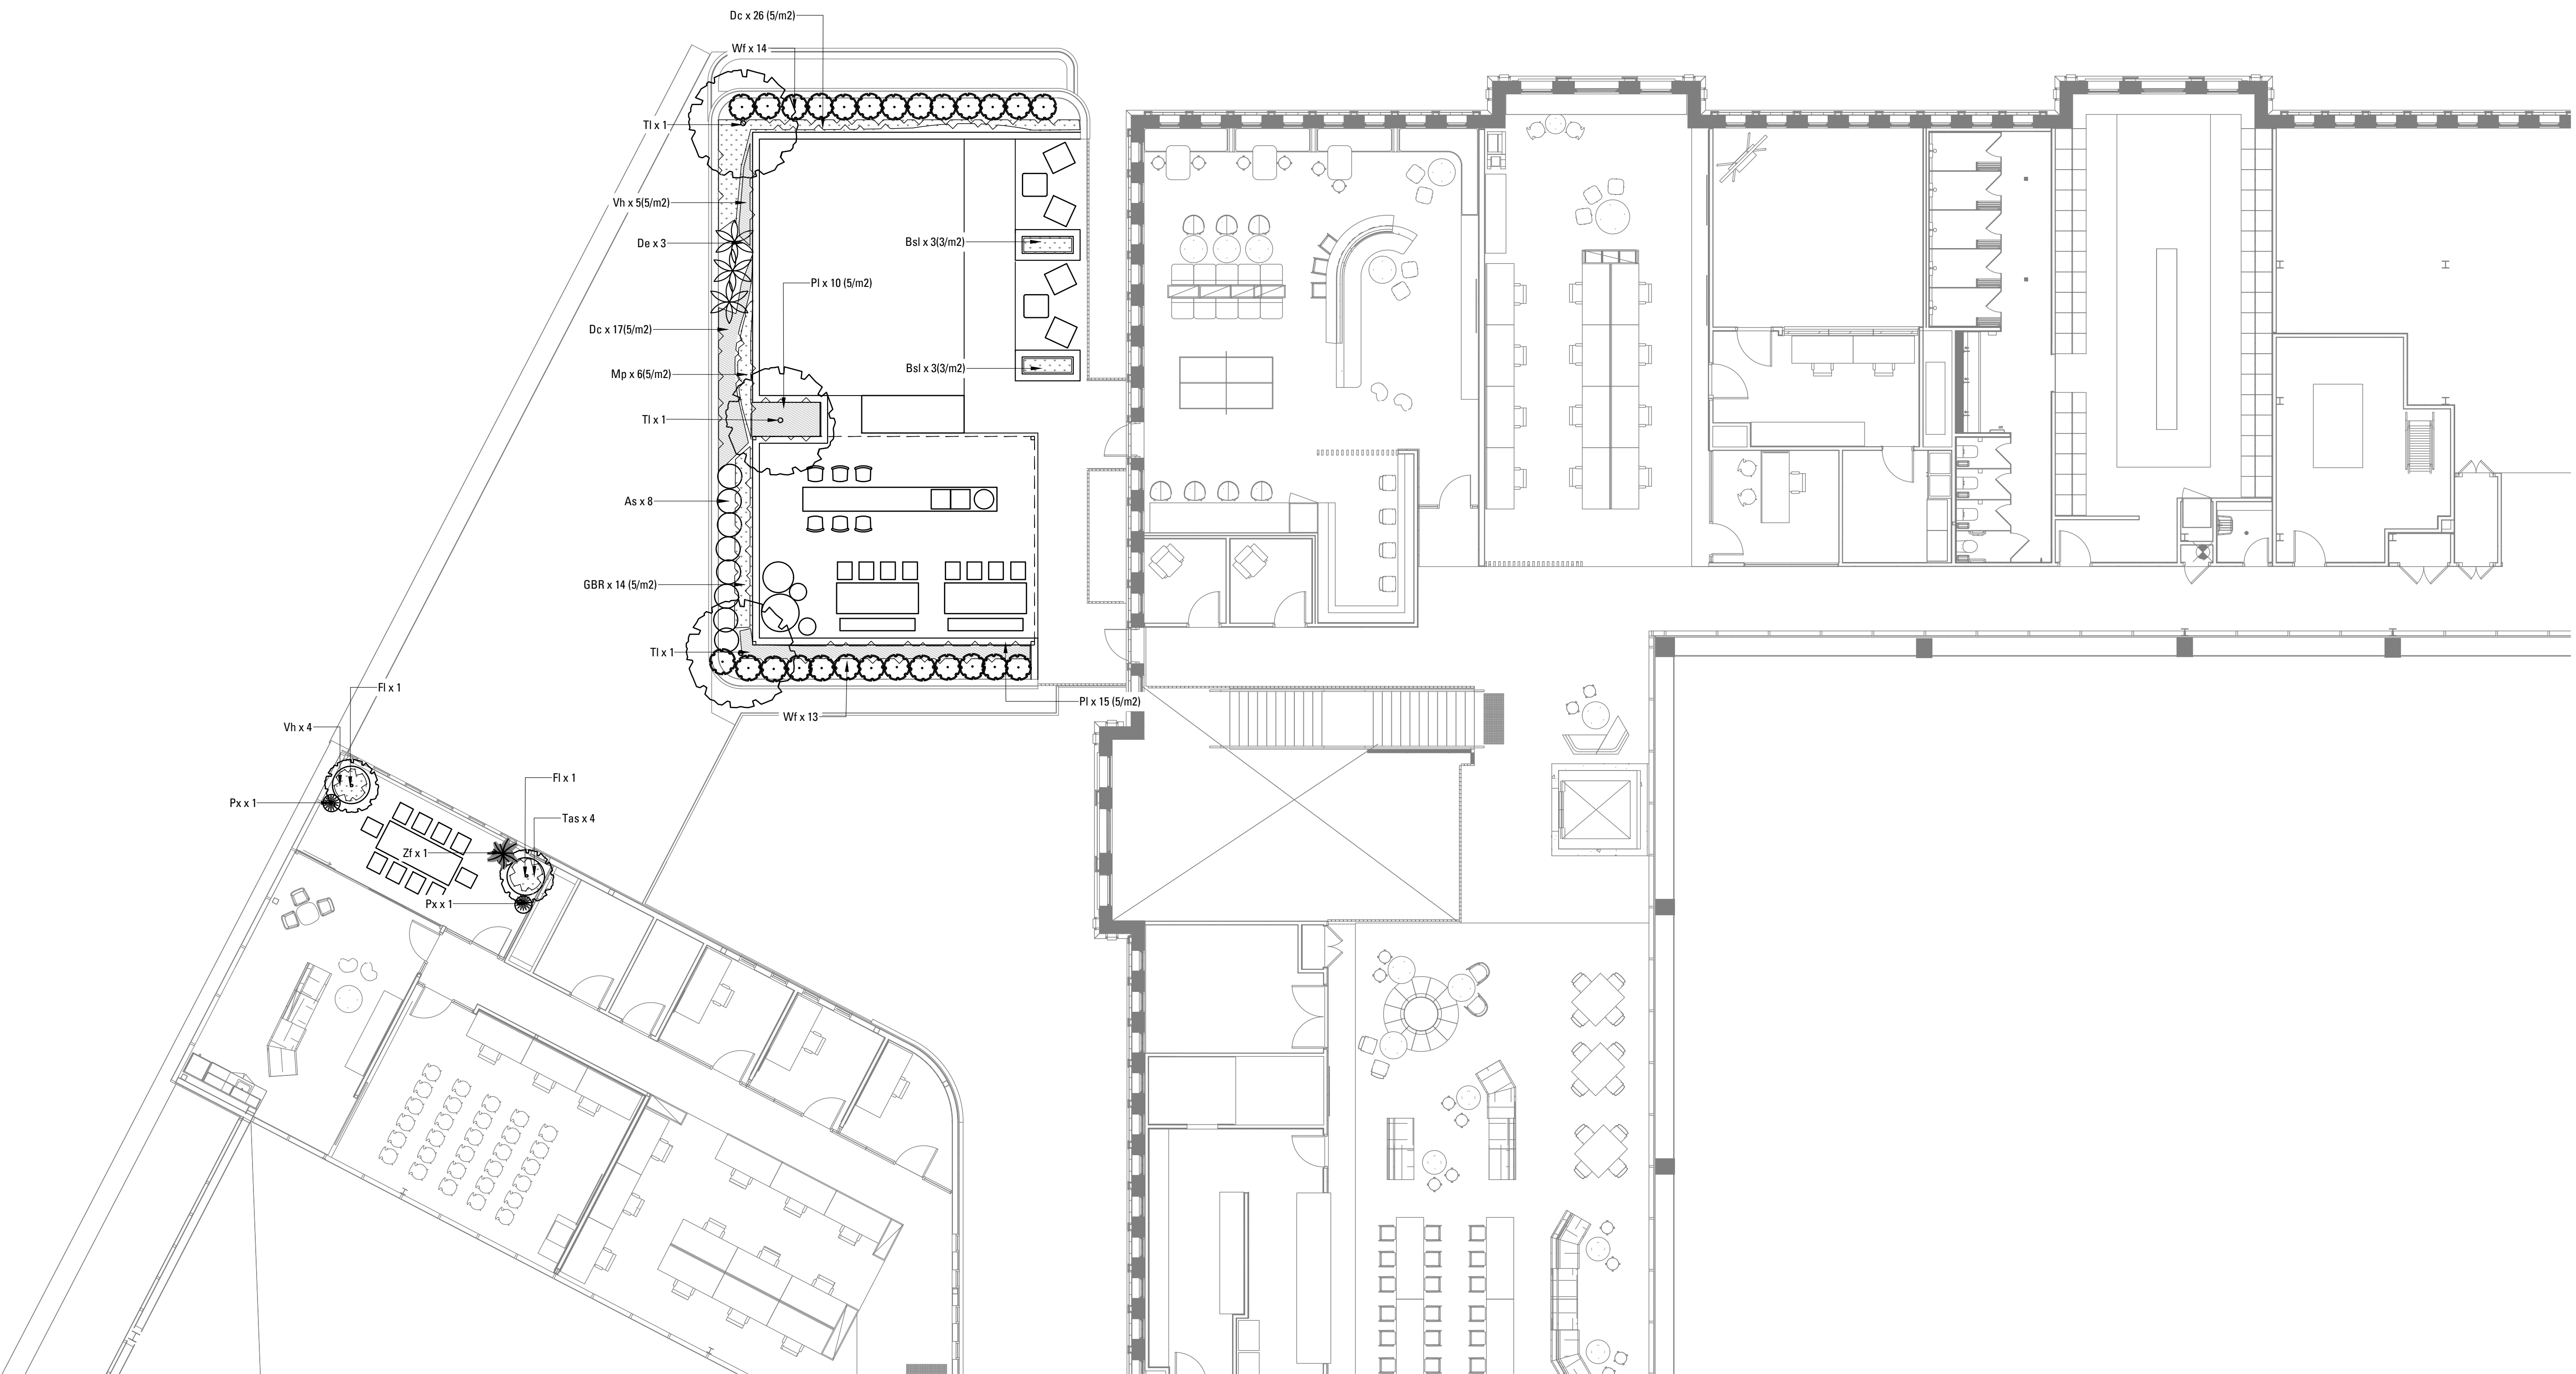 Dc x 26 (5/m2)
Wf x 14
Tl x 1
Vh x 5(5/m2)
De x 3
Bsl x 3(3/m2)
Pl x 10 (5/m2)
Dc x 17(5/m2)
Bsl x 3(3/m2)
Mp x 6(5/m2)
Tl x 1
As x 8
GBR x 14 (5/m2)
Tl x 1
Fl x 1
Pl x 15 (5/m2)
Wf x 13
Vh x 4
Fl x 1
Px x 1
Tas x 4
Zf x 1
Px x 1